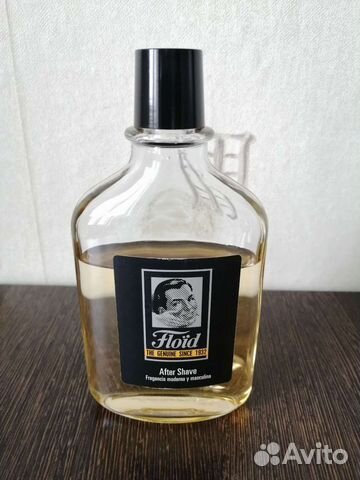 Floïd
THE GENUINE SINCE 1932
After Shave
Fragancia moderna y masculina
Avito